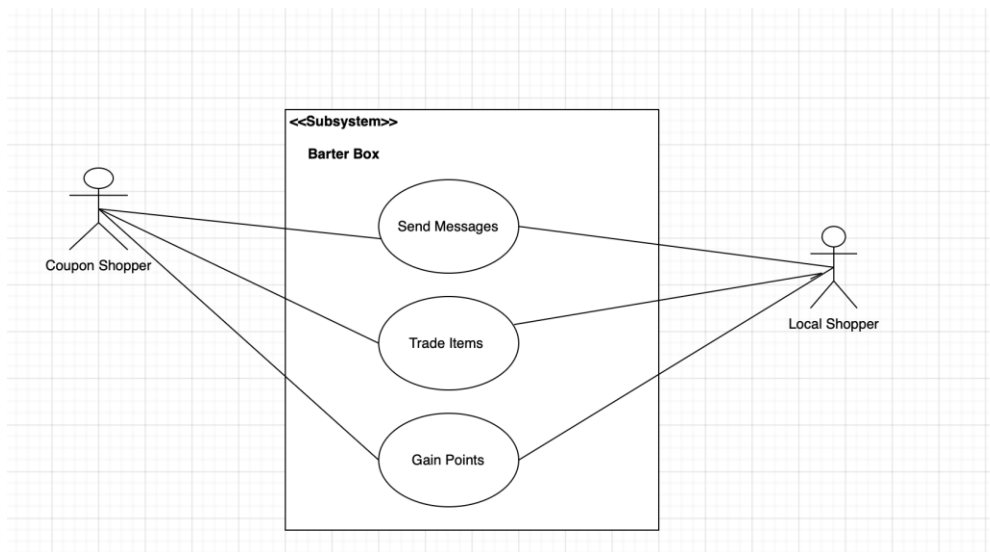 <<Subsystem>>
Barter Box
Send Messages
Coupon Shopper
Local Shopper
Trade Items
Gain Points